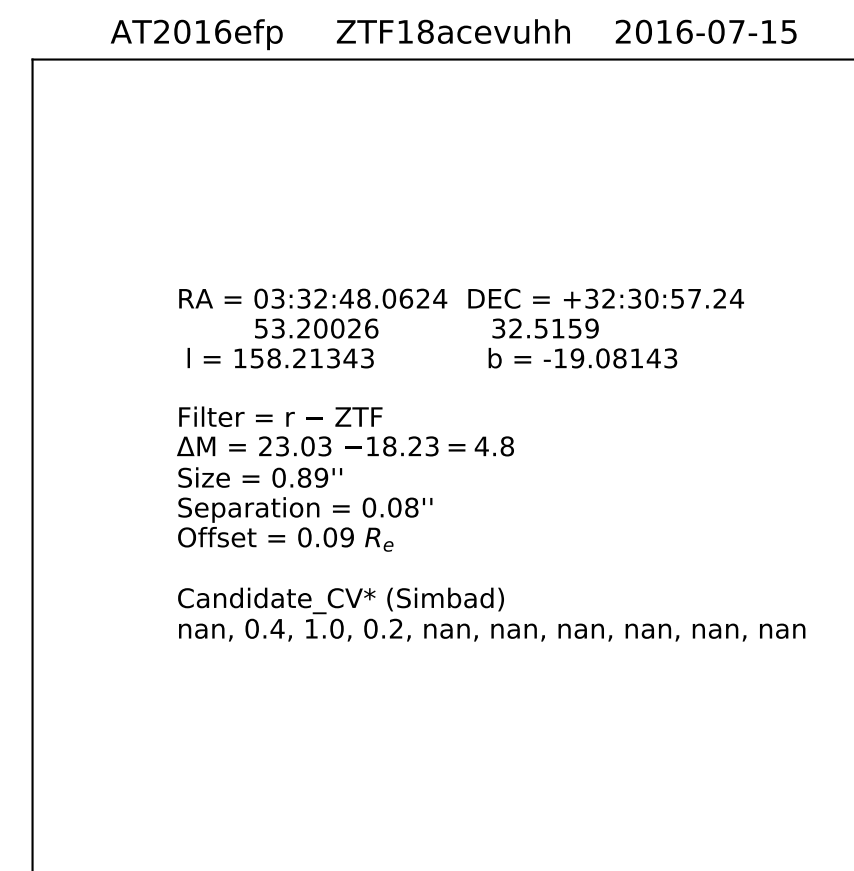 AT2016efp ZTF18acevuhh 2016-07-15
RA = 03:32:48.0624 DEC = +32:30:57.24
53.20026 32.5159
l = 158.21343 b = -19.08143
Filter = r − ZTF
ΔM = 23.03 −18.23 = 4.8
Size = 0.89''
Separation = 0.08''
Offset = 0.09 Re
Candidate_CV* (Simbad)
nan, 0.4, 1.0, 0.2, nan, nan, nan, nan, nan, nan